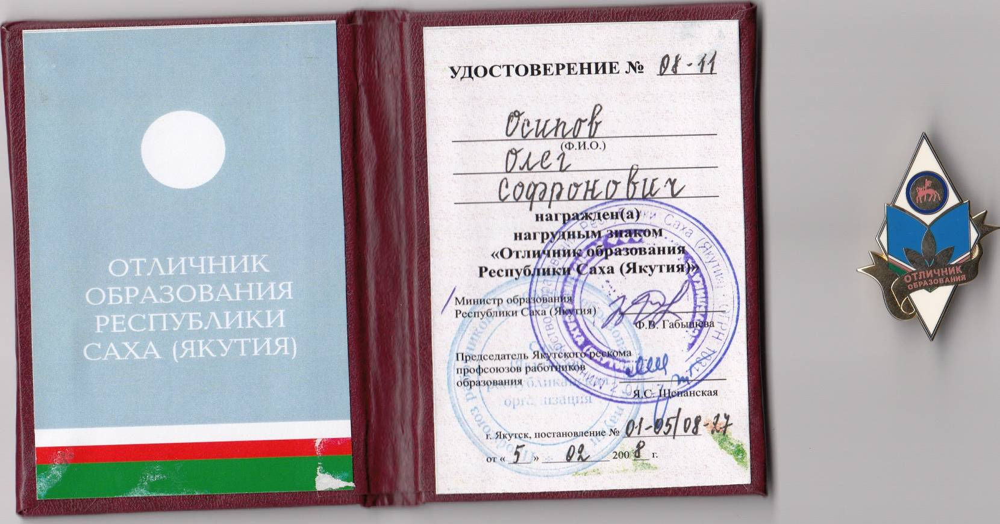 ОТЛИЧНИК
ОБРАЗОВАНИЯ
РЕСПУБЛИКИ
САХА (ЯКУТИЯ)
УДОСТОВЕРЕНИЕ № 08-11
Осипов
(Ф.И.О.)
Олег
Софронович
награжден(а)
нагрудным знаком
«Отличник образования
Республики Саха (Якутия)»
Министр образования
Республики Саха (Якутия)
Ф.В. Габышева
Председатель Якутского рескома
профсоюзов работников
образования
Я.С. Щепанская
г. Якутск, постановление № 01-05/08-27
от « 5 » 02 2008 г.
республиканская
организация
ОТЛИЧНИК
ОБРАЗОВАНИЯ